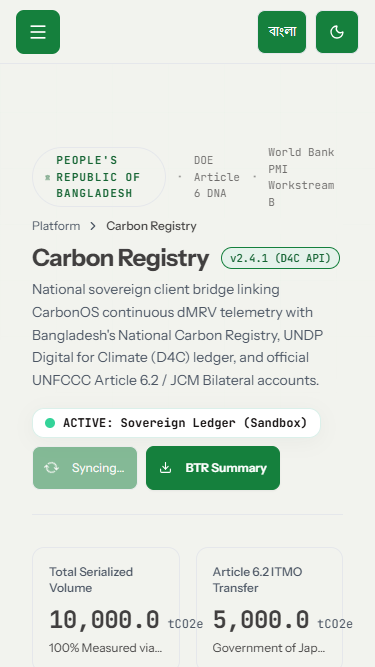 বাংলা
PEOPLE'S
REPUBLIC OF
BANGLADESH
·
DOE
Article
6 DNA
·
World Bank
PMI
Workstream
B
Platform > Carbon Registry
Carbon Registry v2.4.1 (D4C API)
National sovereign client bridge linking
CarbonOS continuous dMRV telemetry with
Bangladesh's National Carbon Registry, UNDP
Digital for Climate (D4C) ledger, and official
UNFCCC Article 6.2 / JCM Bilateral accounts.
ACTIVE: Sovereign Ledger (Sandbox)
Syncing...
BTR Summary
Total Serialized
Volume
10,000.0 tCO2e
100% Measured via...
Article 6.2 ITMO
Transfer
5,000.0 tCO2e
Government of Jap...